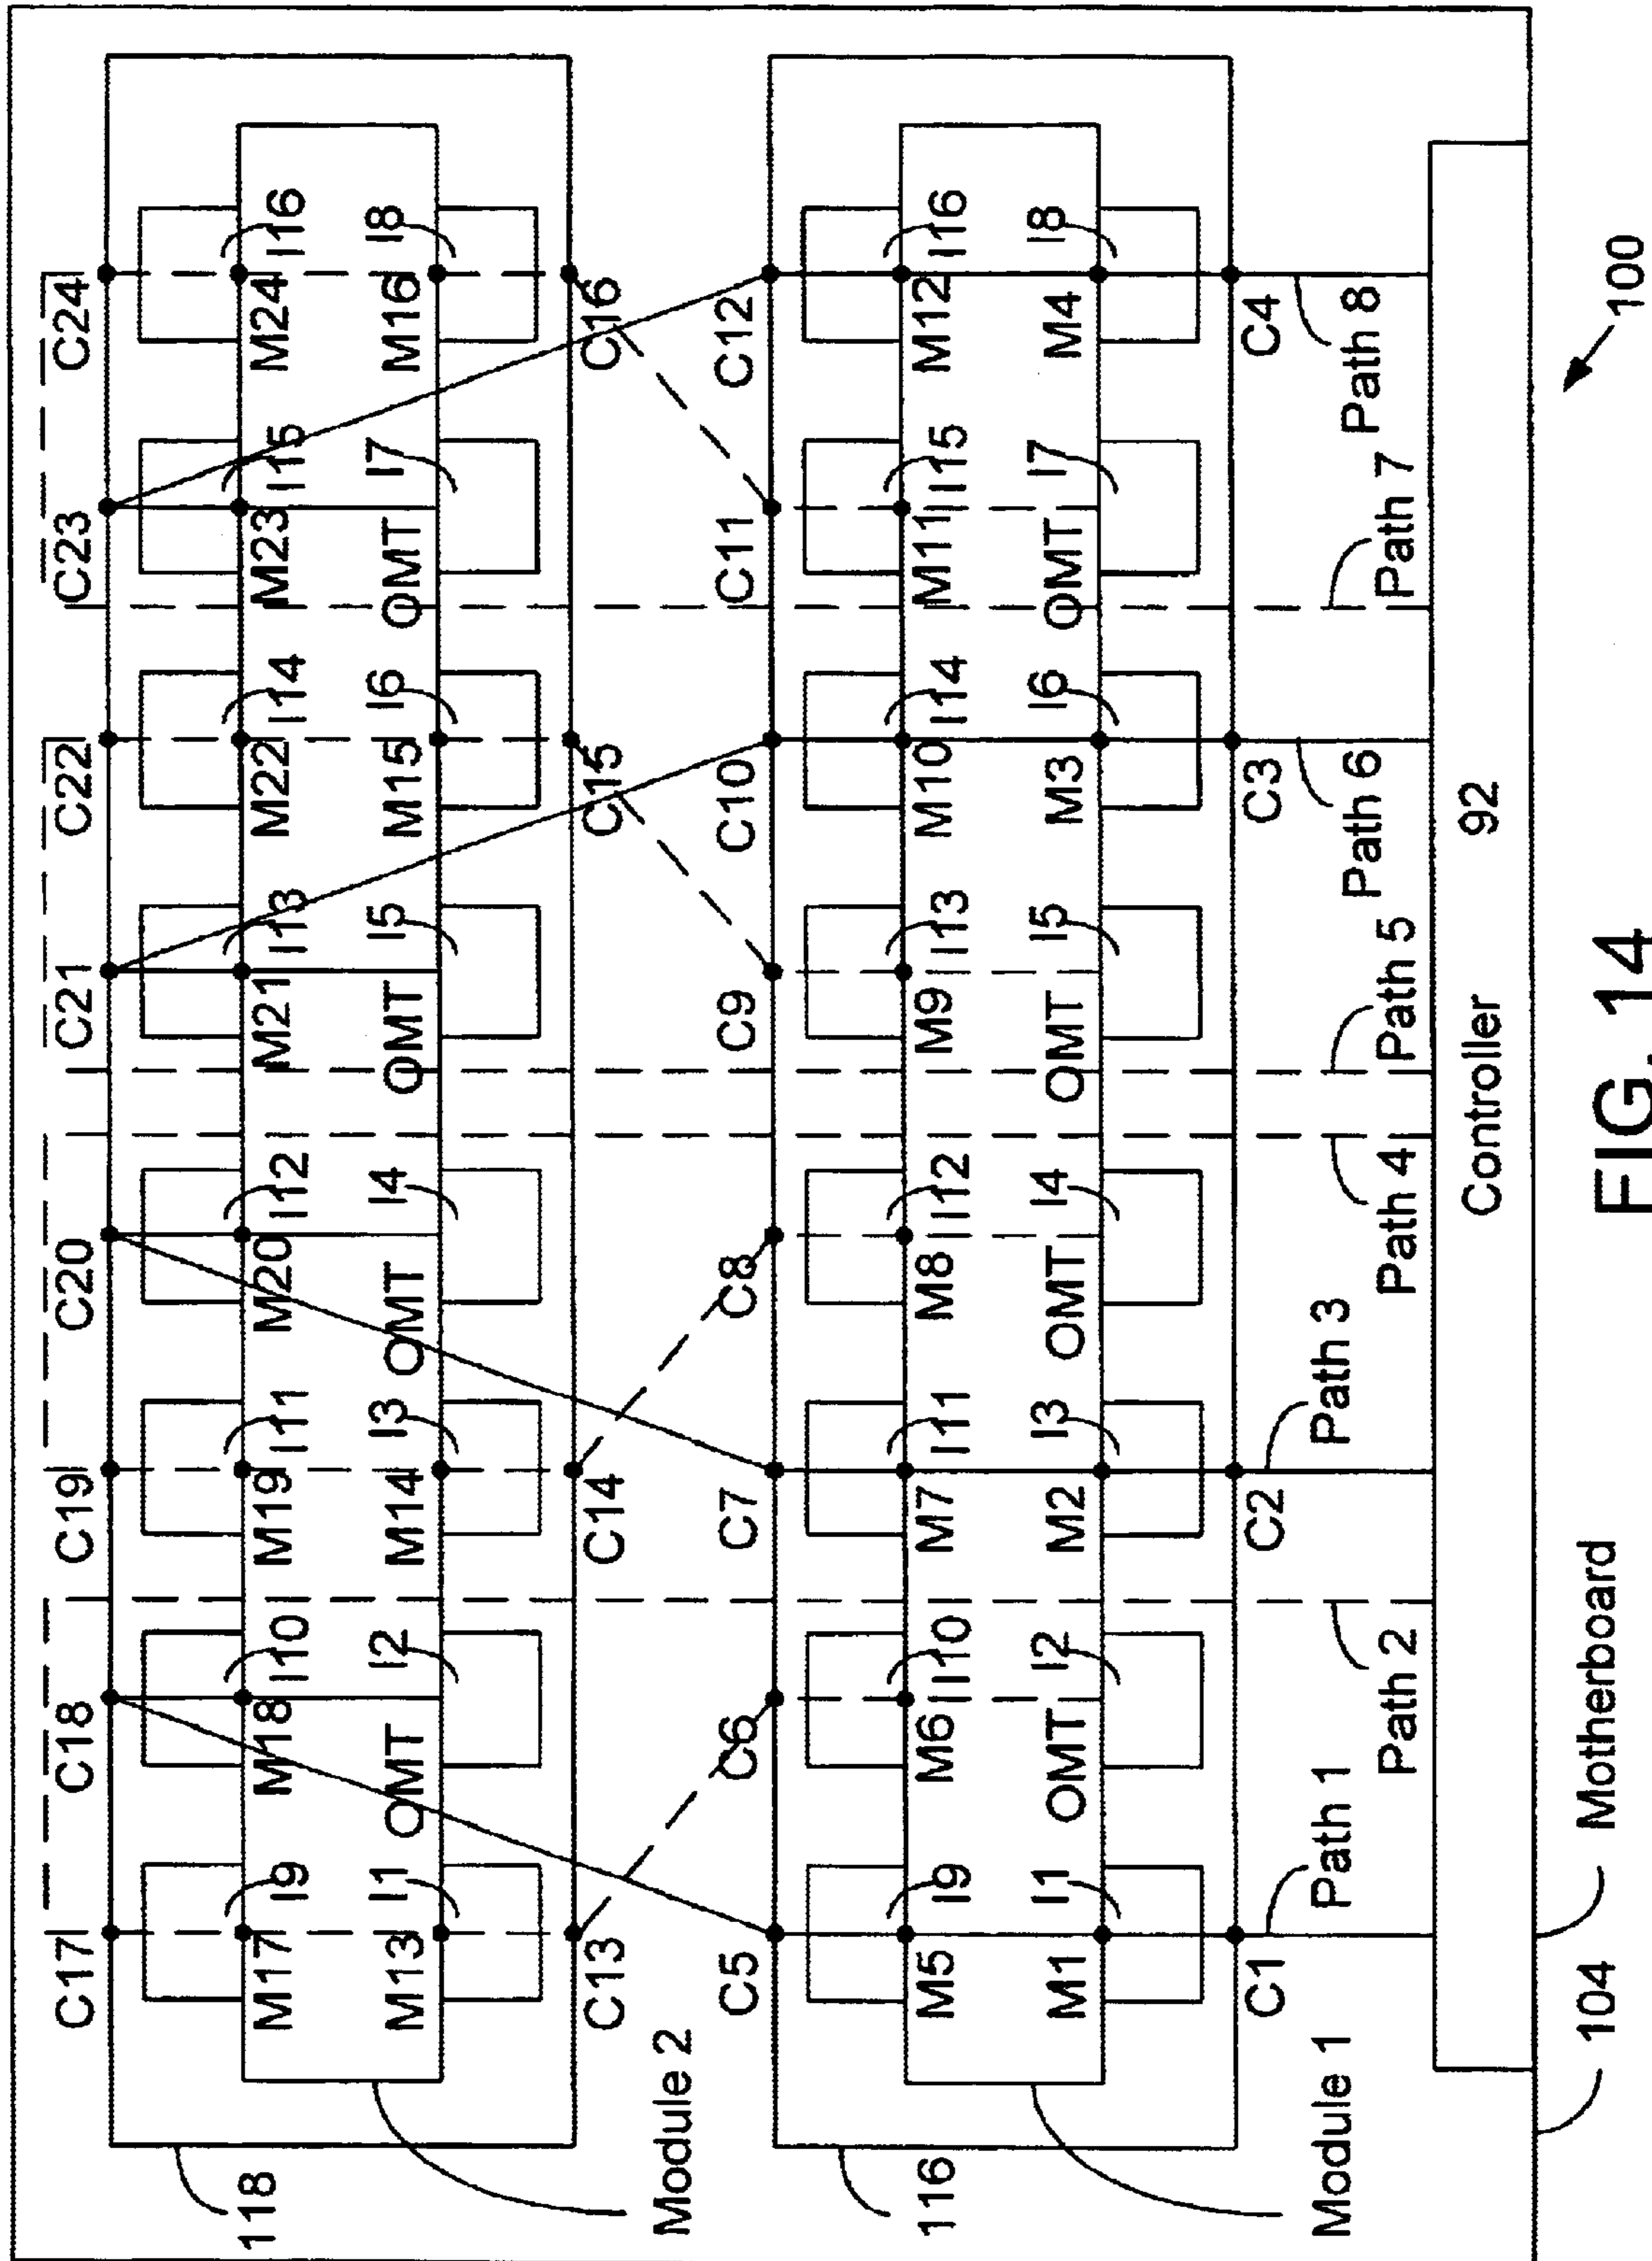 C17 C18 C19 C20 C21 C22 C23 C24
118 M17 I9 M18 I10 M19 I11 M20 I12 M21 I13 M22 I14 M23 I15 M24 I16
M13 I1 OMT I2 M14 I3 OMT I4 OMT I5 M15 I6 OMT I7 M16 I8
C13 C14 C15 C16
Module 2
C5 C6 C7 C8 C9 C10 C11 C12
116 M5 I9 M6 I10 M7 I11 M8 I12 M9 I13 M10 I14 M11 I15 M12 I16
M1 I1 OMT I2 M2 I3 OMT I4 OMT I5 M3 I6 OMT I7 M4 I8
C1 C2 C3 C4
Module 1 Path 1 Path 3 Path 6 Path 8
Path 2 Path 4 Path 5 Path 7
Controller 92
104 Motherboard 100
FIG. 14